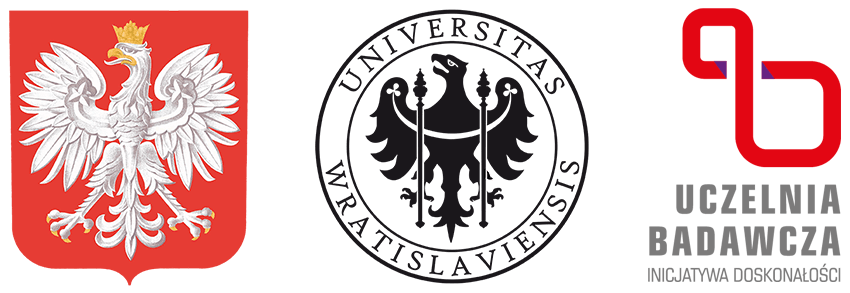 UNIVERSITAS
WRATISLAVIENSIS
UCZELNIA
BADAWCZA
INICJATYWA DOSKONAŁOŚCI